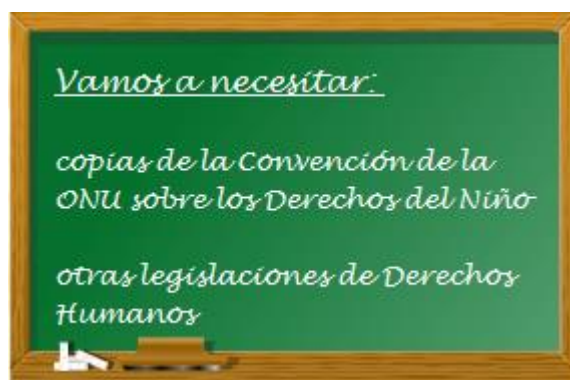 Vamos a necesitar:
copias de la Convención de la
ONU sobre los Derechos del Niño
otras legislaciones de Derechos
Humanos